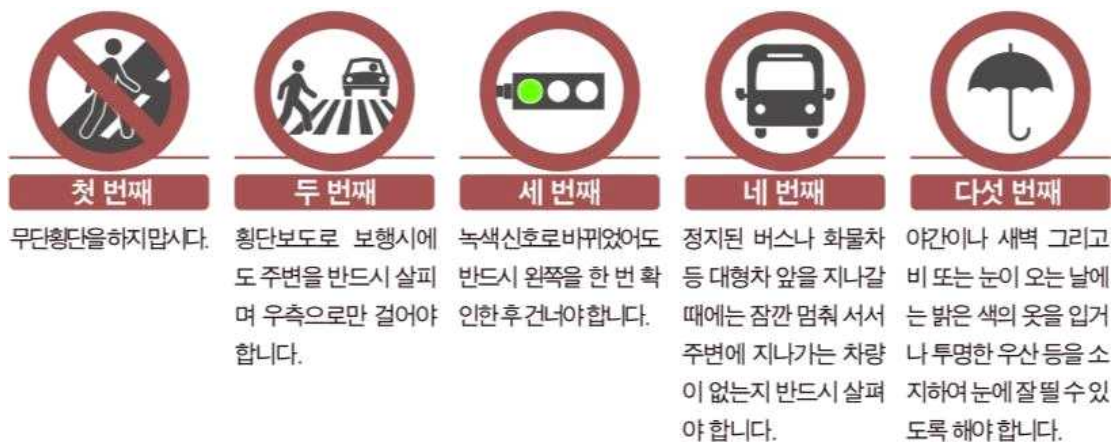 첫 번째
무단횡단을 하지 맙시다.
두 번째
횡단보도로 보행시에
도 주변을 반드시 살피
며 우측으로만 걸어야
합니다.
세 번째
녹색 신호로 바뀌었어도
반드시 왼쪽을 한 번 확
인한 후 건너야 합니다.
네 번째
정지된 버스나 화물차
등 대형차 앞을 지나갈
때에는 잠깐 멈춰 서서
주변에 지나가는 차량
이 없는지 반드시 살펴
야 합니다.
다섯 번째
야간이나 새벽 그리고
비 또는 눈이 오는 날에
는 밝은 색의 옷을 입거
나 투명한 우산 등을 소
지하여 눈에 잘 띌 수 있
도록 해야 합니다.